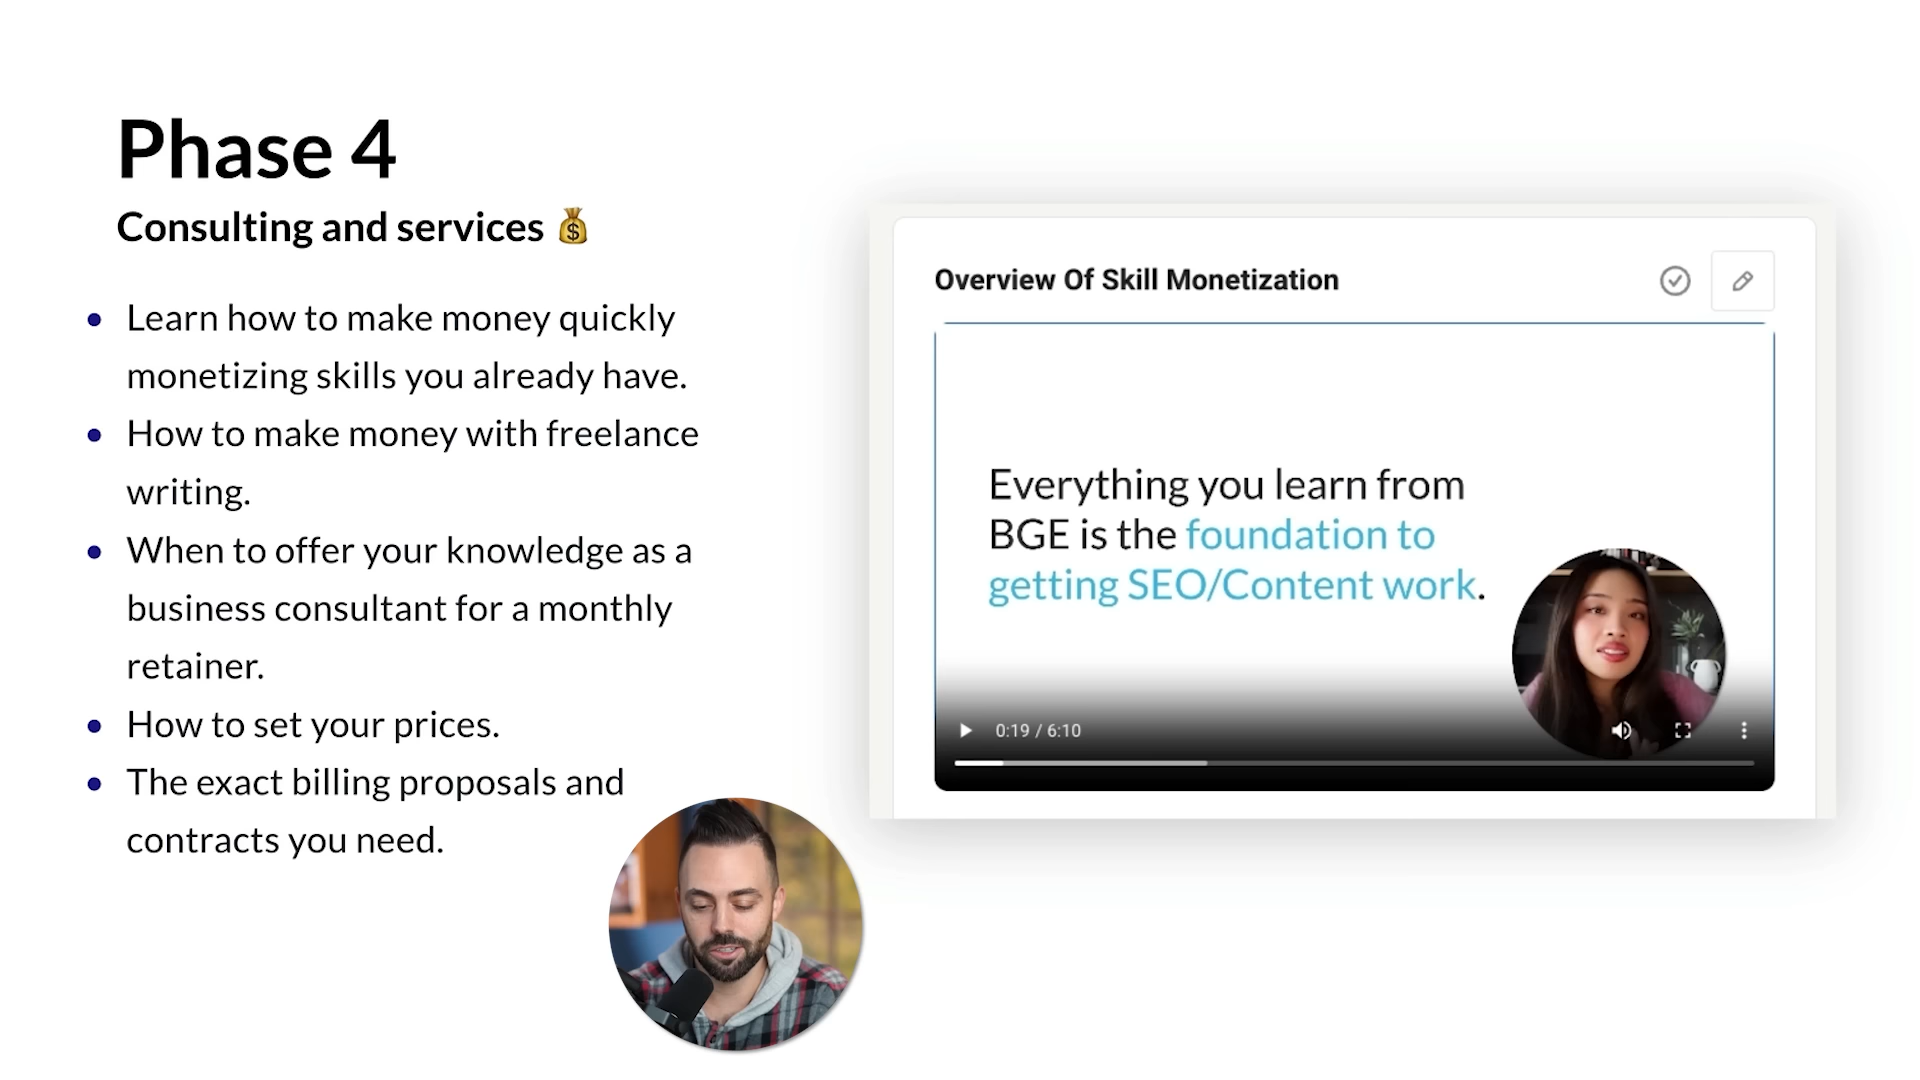 Phase 4
Consulting and services 💰
Learn how to make money quickly
monetizing skills you already have.
How to make money with freelance
writing.
When to offer your knowledge as a
business consultant for a monthly
retainer.
How to set your prices.
The exact billing proposals and
contracts you need.
Overview Of Skill Monetization
Everything you learn from
BGE is the foundation to
getting SEO/Content work.
0:19 / 6:10